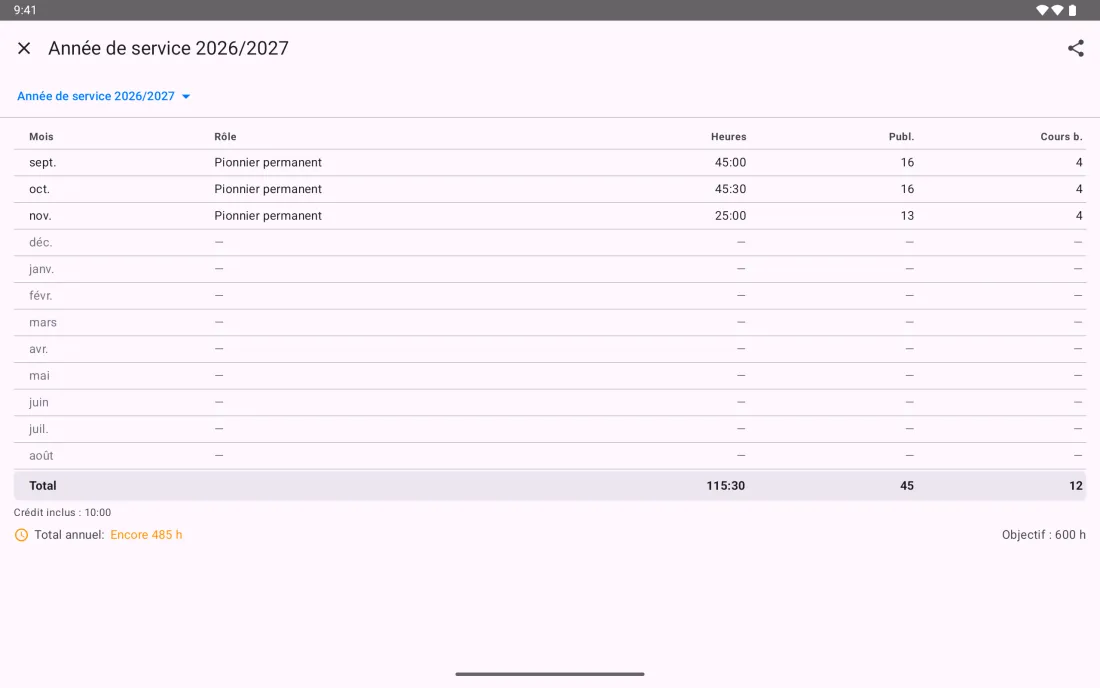 9:41
Année de service 2026/2027
Année de service 2026/2027
Mois Rôle Heures Publ. Cours b.
sept. Pionnier permanent 45:00 16 4
oct. Pionnier permanent 45:30 16 4
nov. Pionnier permanent 25:00 13 4
déc. — — — —
janv. — — — —
févr. — — — —
mars — — — —
avr. — — — —
mai — — — —
juin — — — —
juil. — — — —
août — — — —
Total 115:30 45 12
Crédit inclus : 10:00
Total annuel: Encore 485 h Objectif : 600 h